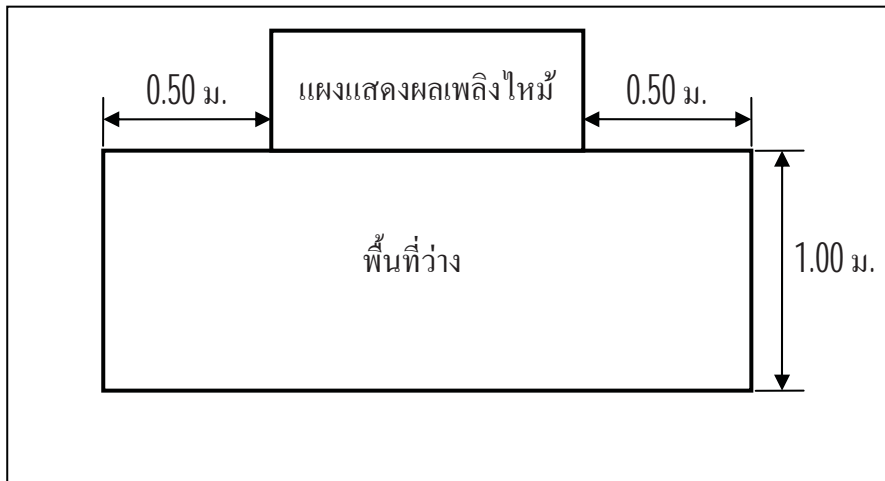 0.50 ม.
แผงแสดงผลเพลิงไหม้
0.50 ม.
พื้นที่ว่าง
1.00 ม.